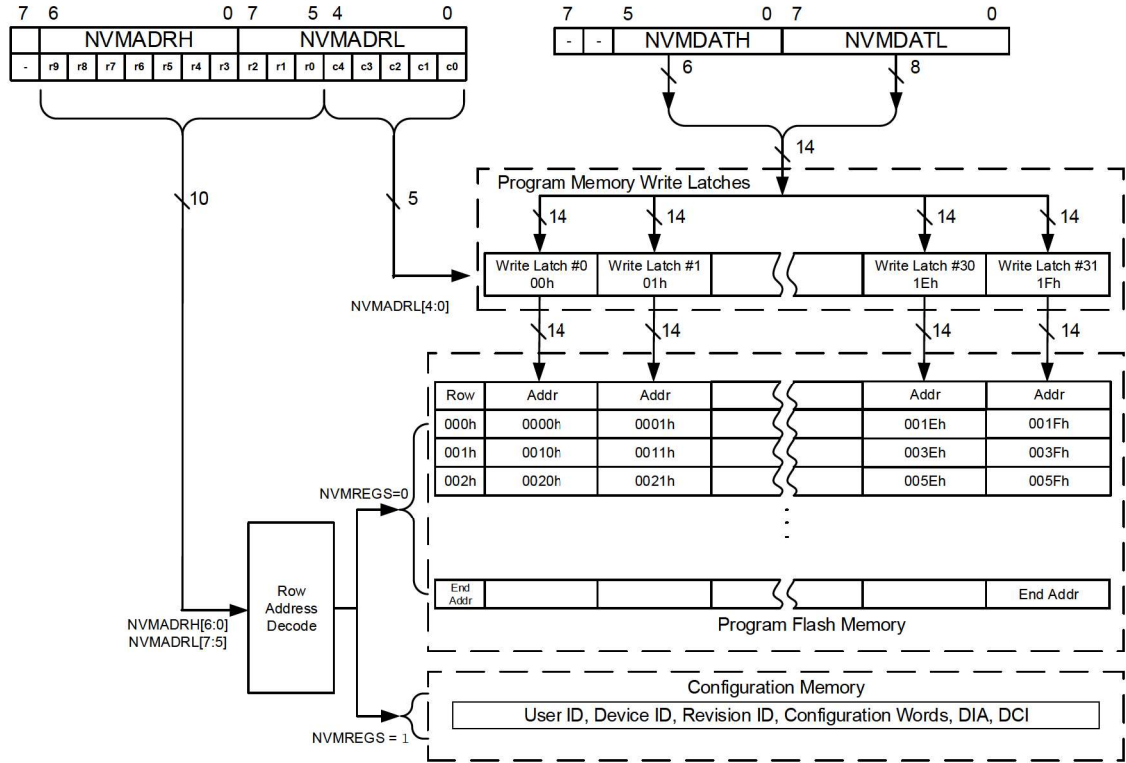 7 6 0 7 5 4 0
NVMADRH NVMADRL
- r9 r8 r7 r6 r5 r4 r3 r2 r1 r0 c4 c3 c2 c1 c0
10
5
7 5 0 7 0
- - NVMDATH NVMDATL
6 8
14
Program Memory Write Latches
14 14 14 14
Write Latch #0 Write Latch #1 Write Latch #30 Write Latch #31
00h 01h 1Eh 1Fh
NVMADRL[4:0]
14 14 14 14
Row Addr Addr Addr Addr
000h 0000h 0001h 001Eh 001Fh
001h 0010h 0011h 003Eh 003Fh
002h 0020h 0021h 005Eh 005Fh
NVMREGS=0
End
Addr
End Addr
Program Flash Memory
Row
Address
Decode
NVMADRH[6:0]
NVMADRL[7:5]
Configuration Memory
User ID, Device ID, Revision ID, Configuration Words, DIA, DCI
NVMREGS = 1